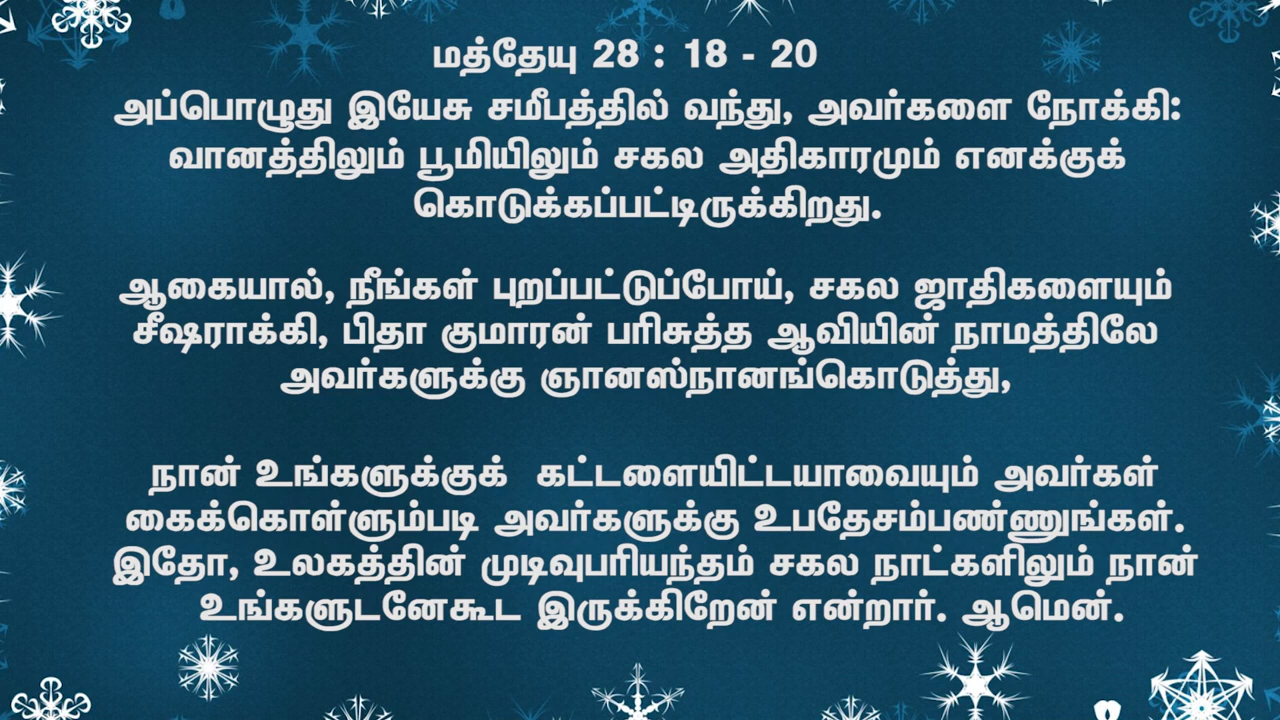 மத்தேயு 28 : 18 - 20
அப்பொழுது இயேசு சமீபத்தில் வந்து, அவர்களை நோக்கி:
வானத்திலும் பூமியிலும் சகல அதிகாரமும் எனக்குக்
கொடுக்கப்பட்டிருக்கிறது.
ஆகையால், நீங்கள் புறப்பட்டுப்போய், சகல ஜாதிகளையும்
சீஷராக்கி, பிதா குமாரன் பரிசுத்த ஆவியின் நாமத்திலே
அவர்களுக்கு ஞானஸ்நானங்கொடுத்து,
நான் உங்களுக்குக் கட்டளையிட்டயாவையும் அவர்கள்
கைக்கொள்ளும்படி அவர்களுக்கு உபதேசம்பண்ணுங்கள்.
இதோ, உலகத்தின் முடிவுபரியந்தம் சகல நாட்களிலும் நான்
உங்களுடனேகூட இருக்கிறேன் என்றார். ஆமென்.